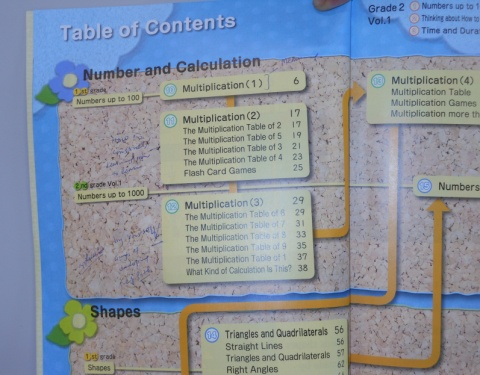 Table of Contents
Grade 2
Vol.1
Numbers up to 1
Thinking about How to
Time and Dura
Number and Calculation
1st grade
Numbers up to 100
Multiplication (1) 6
Multiplication (2) 17
The Multiplication Table of 2 17
The Multiplication Table of 5 19
The Multiplication Table of 3 21
The Multiplication Table of 4 23
Flash Card Games 25
Multiplication (4)
Multiplication Table
Multiplication Games
Multiplication more th
2nd grade Vol.1
Numbers up to 1000
Numbers
Multiplication (3) 29
The Multiplication Table of 6 29
The Multiplication Table of 7 31
The Multiplication Table of 8 33
The Multiplication Table of 9 35
The Multiplication Table of 1 37
What Kind of Calculation Is This? 38
Shapes
1st grade
Shapes
Triangles and Quadrilaterals 56
Straight Lines 56
Triangles and Quadrilaterals 57
Right Angles 62